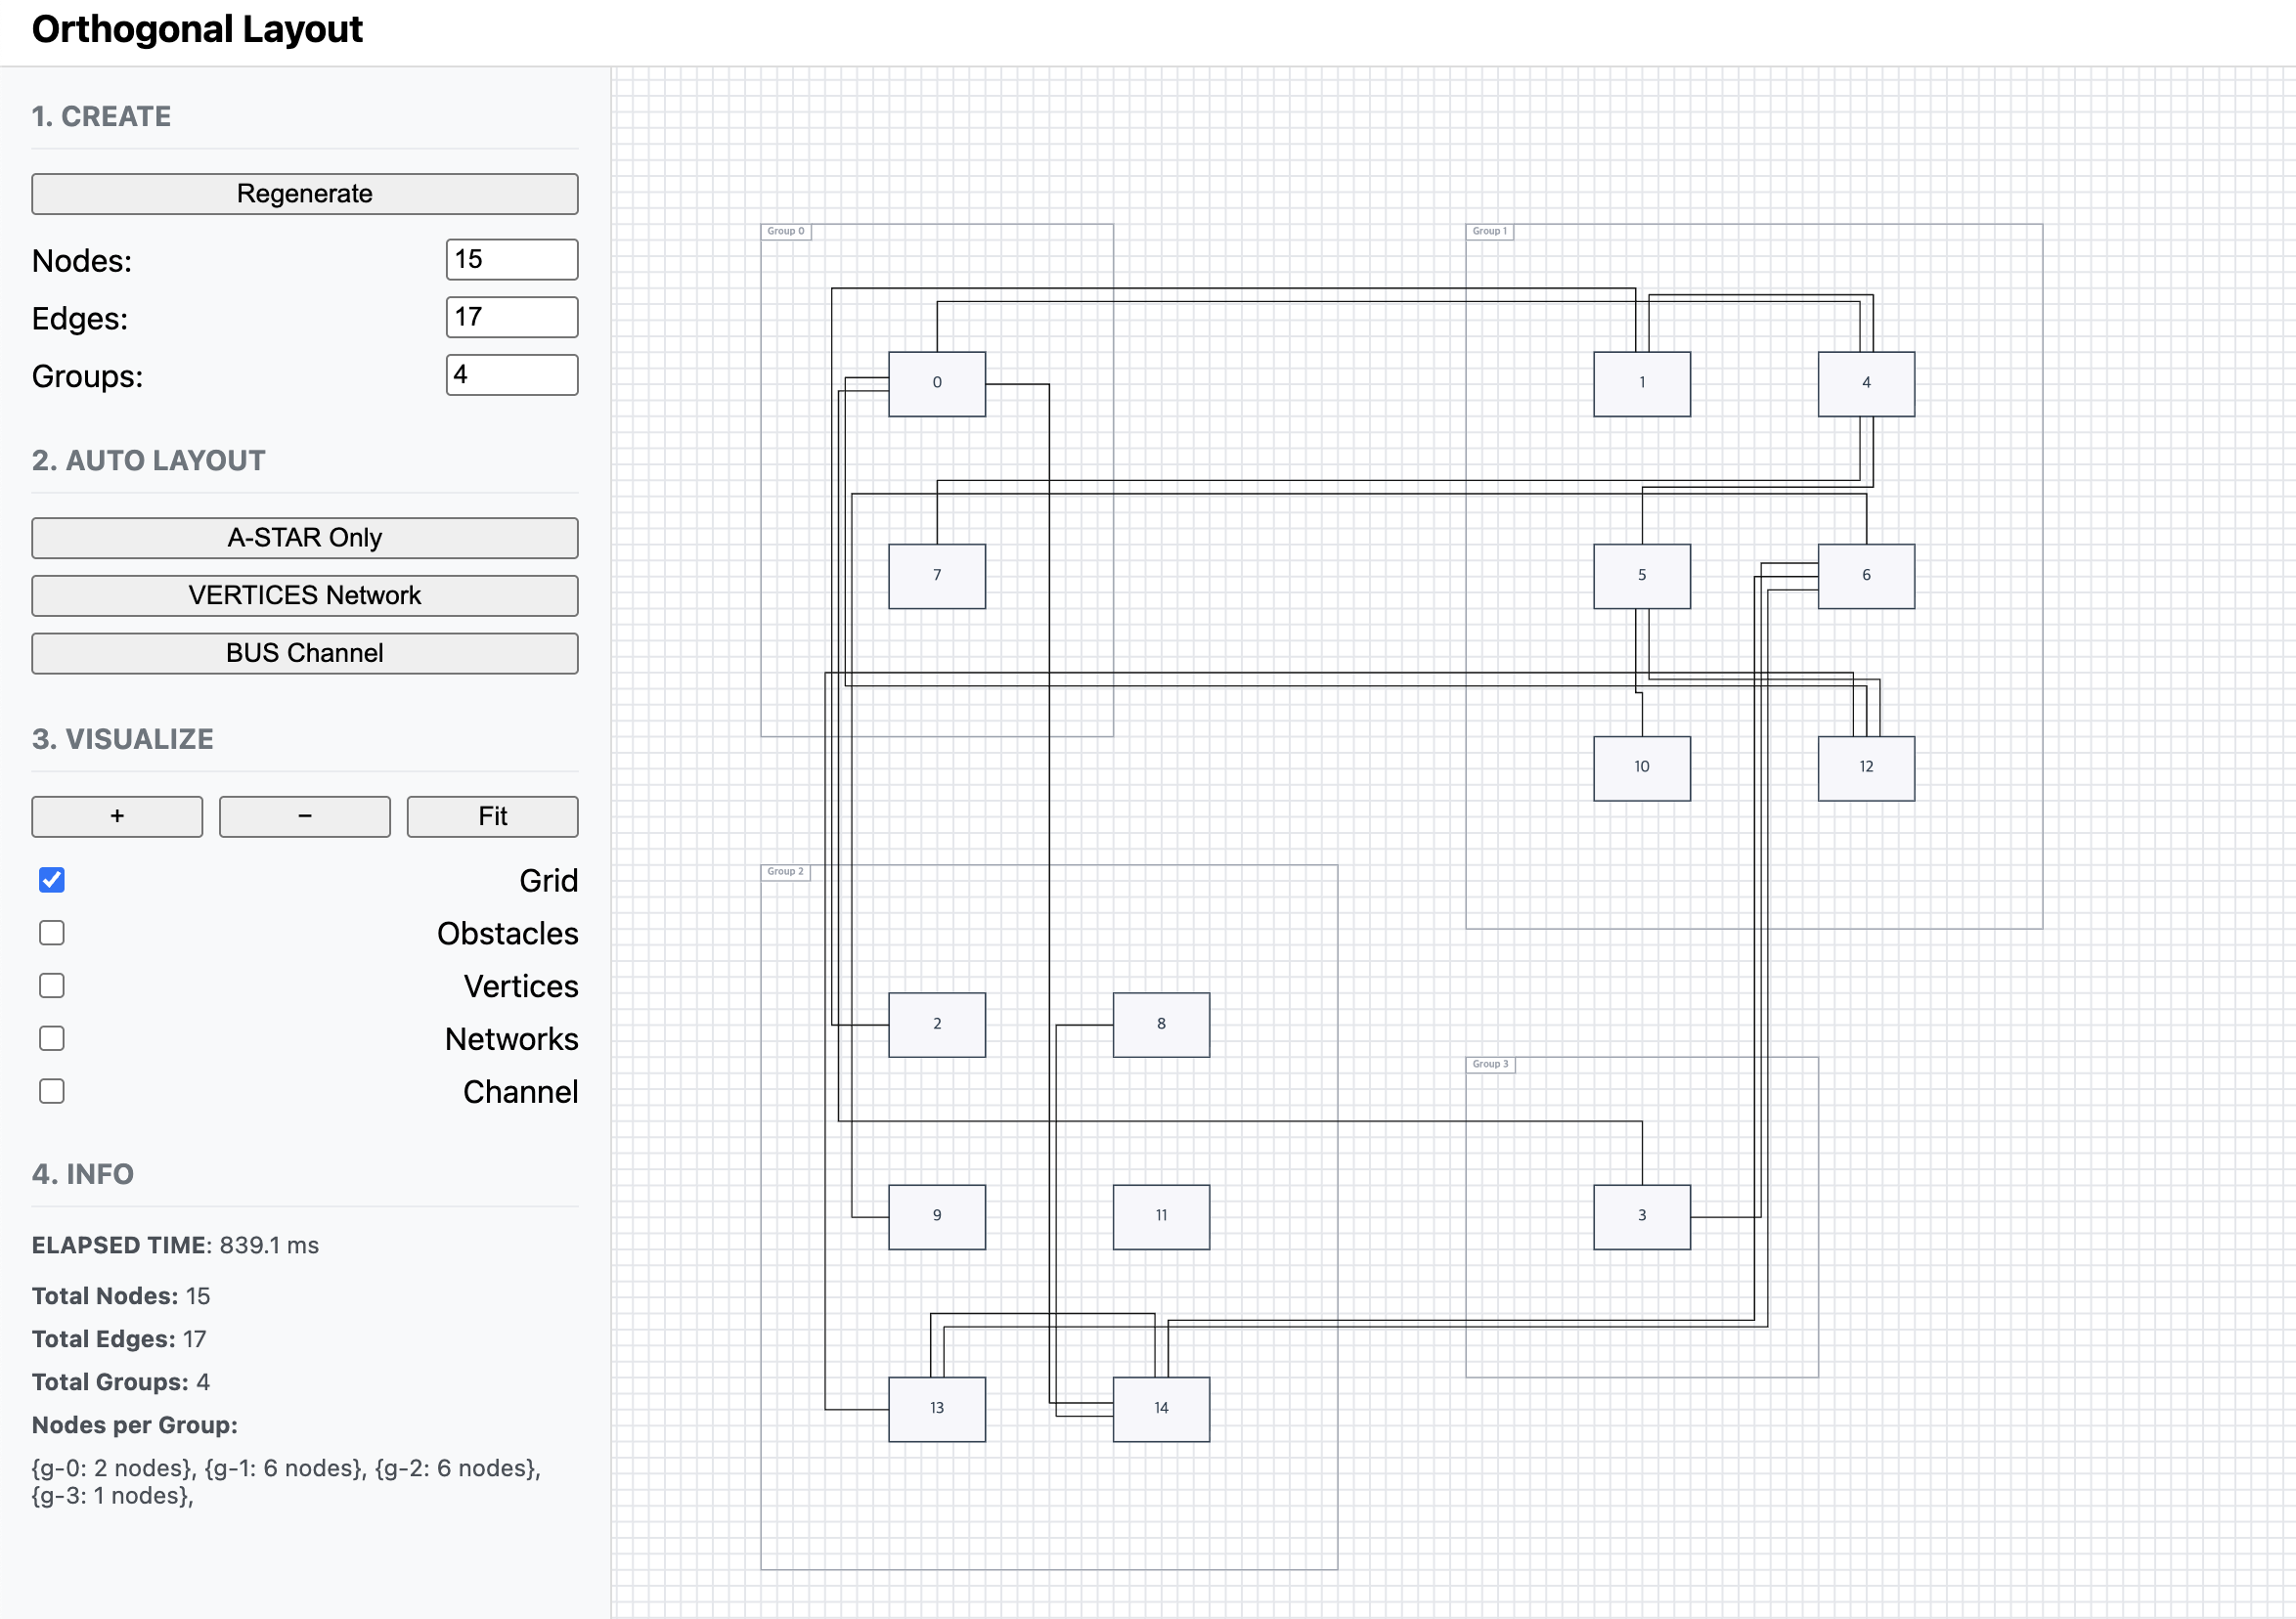 Orthogonal Layout
1. CREATE
Regenerate
Nodes: 15
Edges: 17
Groups: 4
2. AUTO LAYOUT
A-STAR Only
VERTICES Network
BUS Channel
3. VISUALIZE
+ − Fit
Grid
Obstacles
Vertices
Networks
Channel
4. INFO
ELAPSED TIME: 839.1 ms
Total Nodes: 15
Total Edges: 17
Total Groups: 4
Nodes per Group:
{g-0: 2 nodes}, {g-1: 6 nodes}, {g-2: 6 nodes},
{g-3: 1 nodes},
Group 0
0
7
Group 1
1 4
5 6
10 12
Group 2
2 8
9 11
13 14
Group 3
3